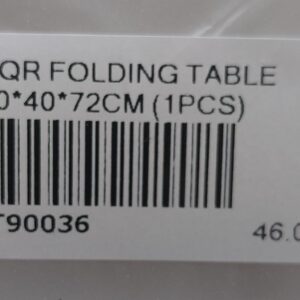 QR FOLDING TABLE
0*40*72CM (1PCS)
T90036
46.0